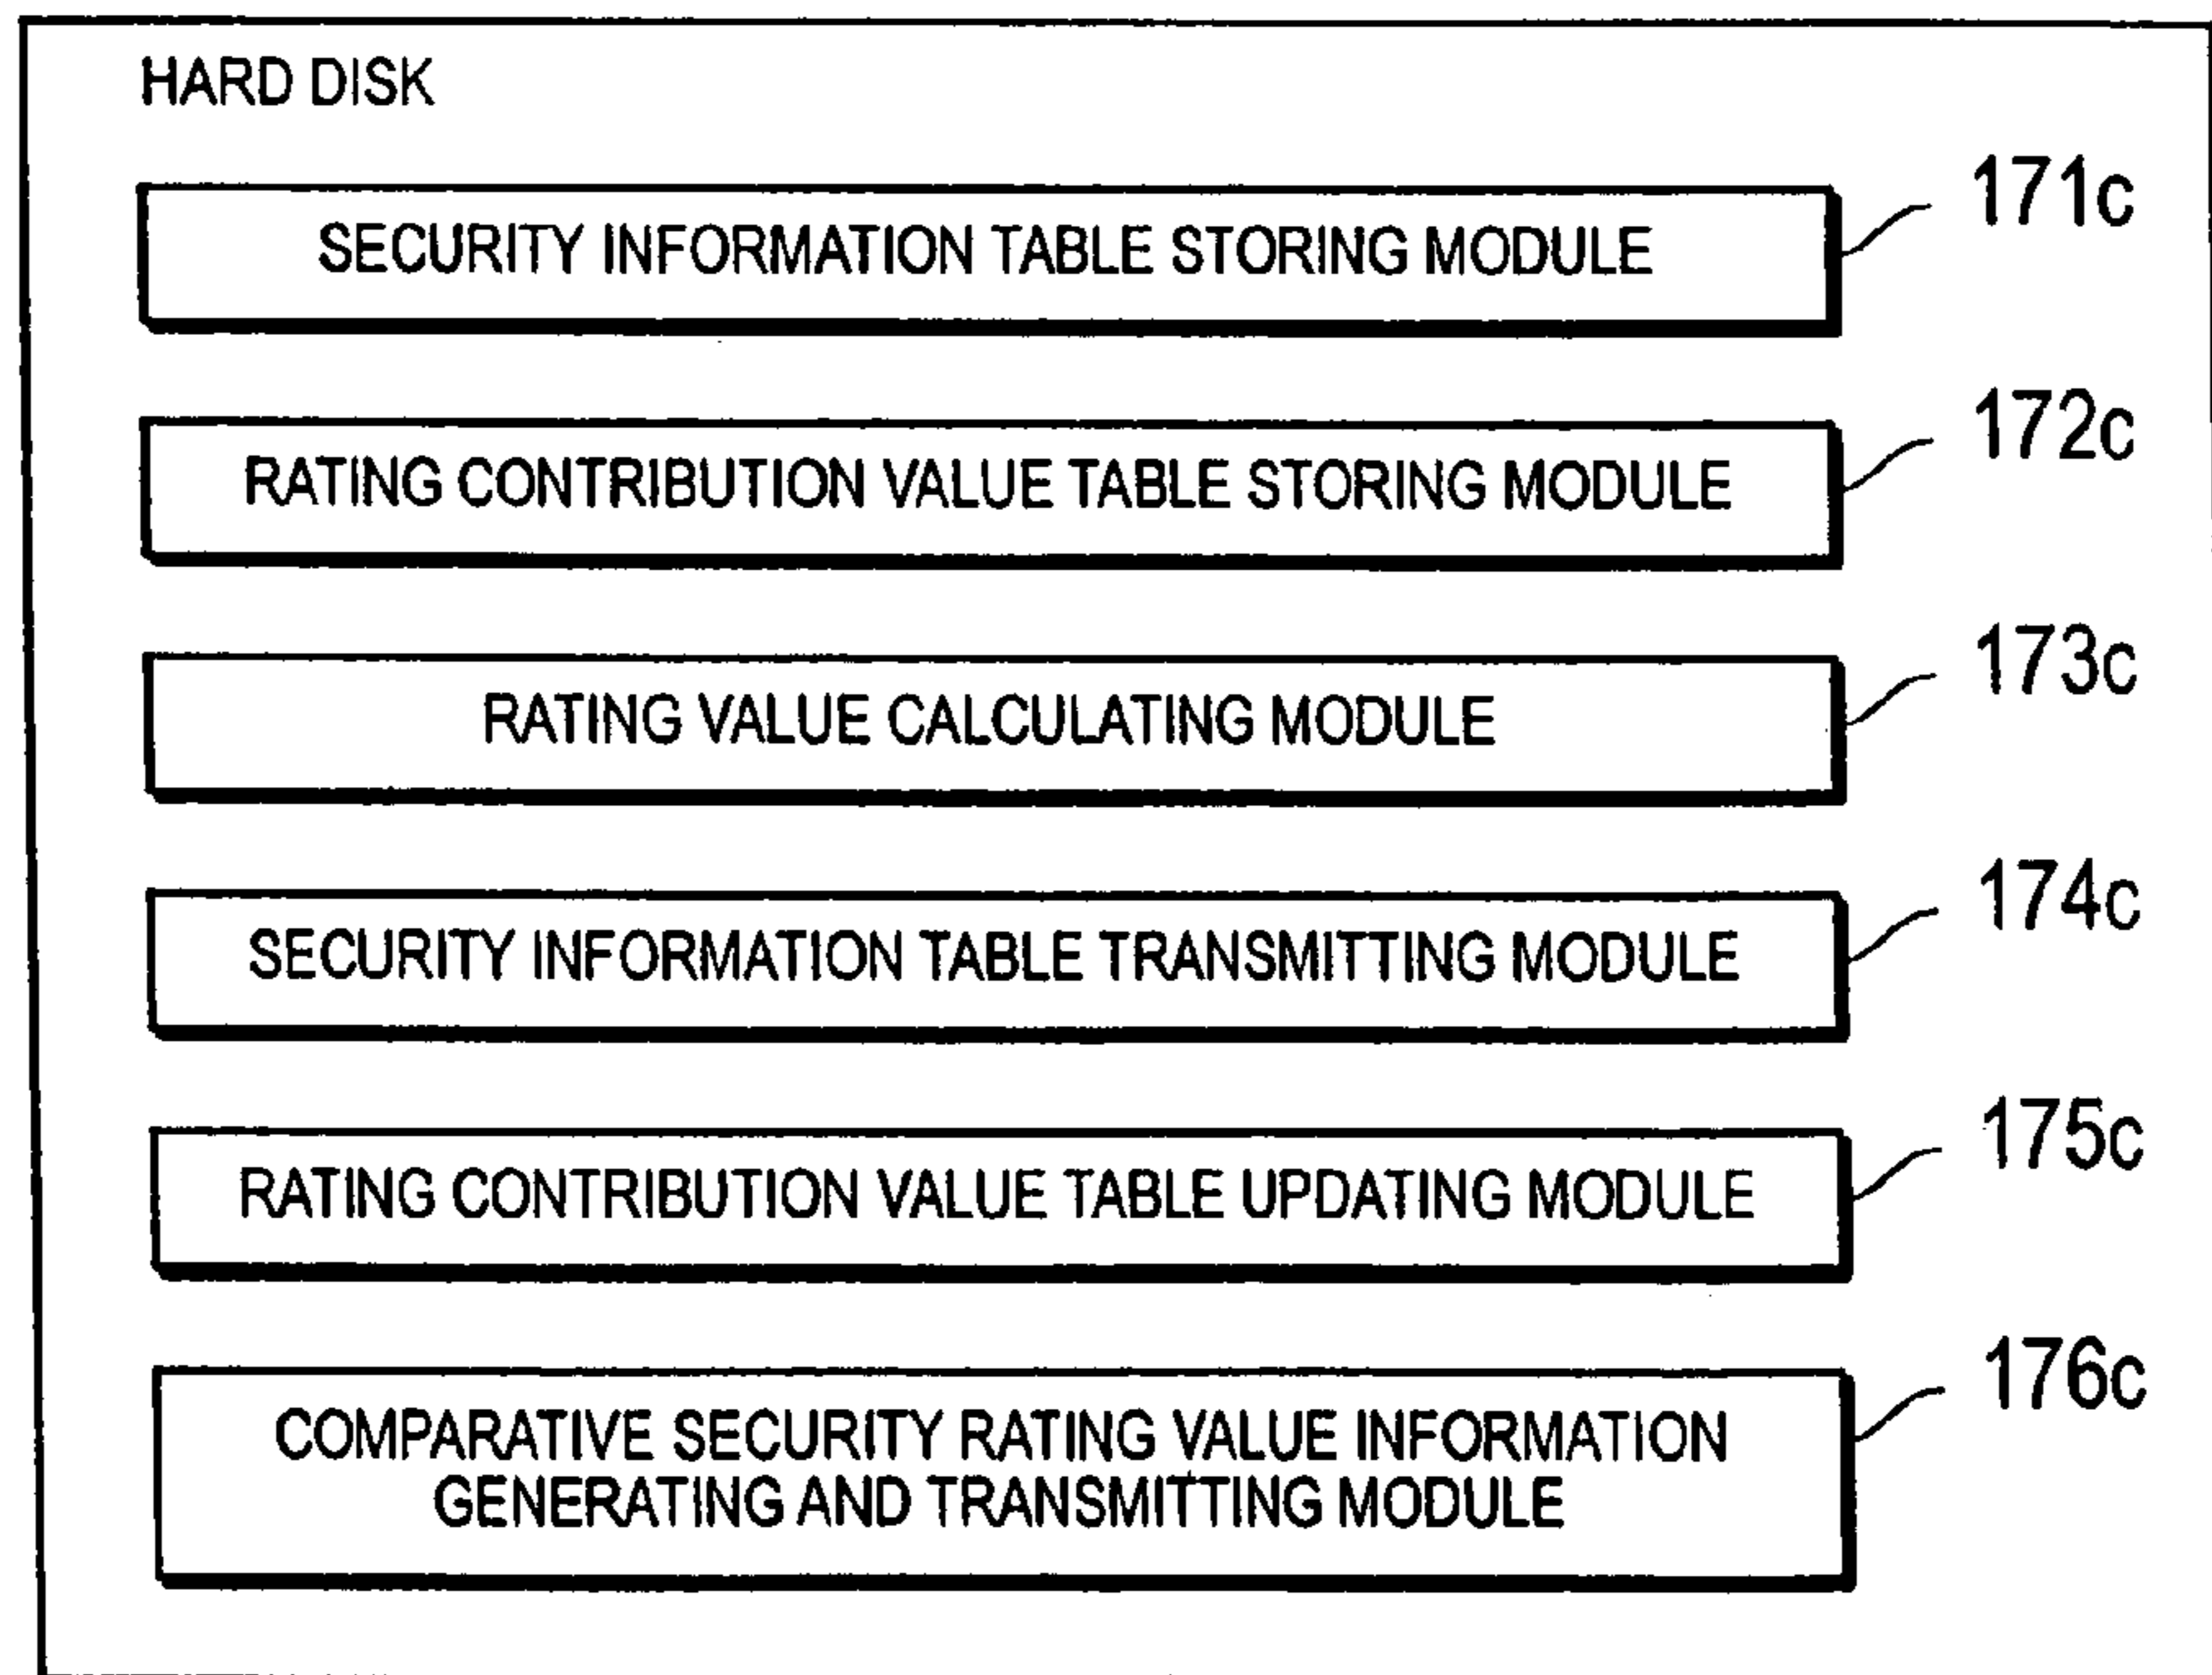 HARD DISK
SECURITY INFORMATION TABLE STORING MODULE
171c
RATING CONTRIBUTION VALUE TABLE STORING MODULE
172c
RATING VALUE CALCULATING MODULE
173c
SECURITY INFORMATION TABLE TRANSMITTING MODULE
174c
RATING CONTRIBUTION VALUE TABLE UPDATING MODULE
175c
COMPARATIVE SECURITY RATING VALUE INFORMATION
GENERATING AND TRANSMITTING MODULE
176c